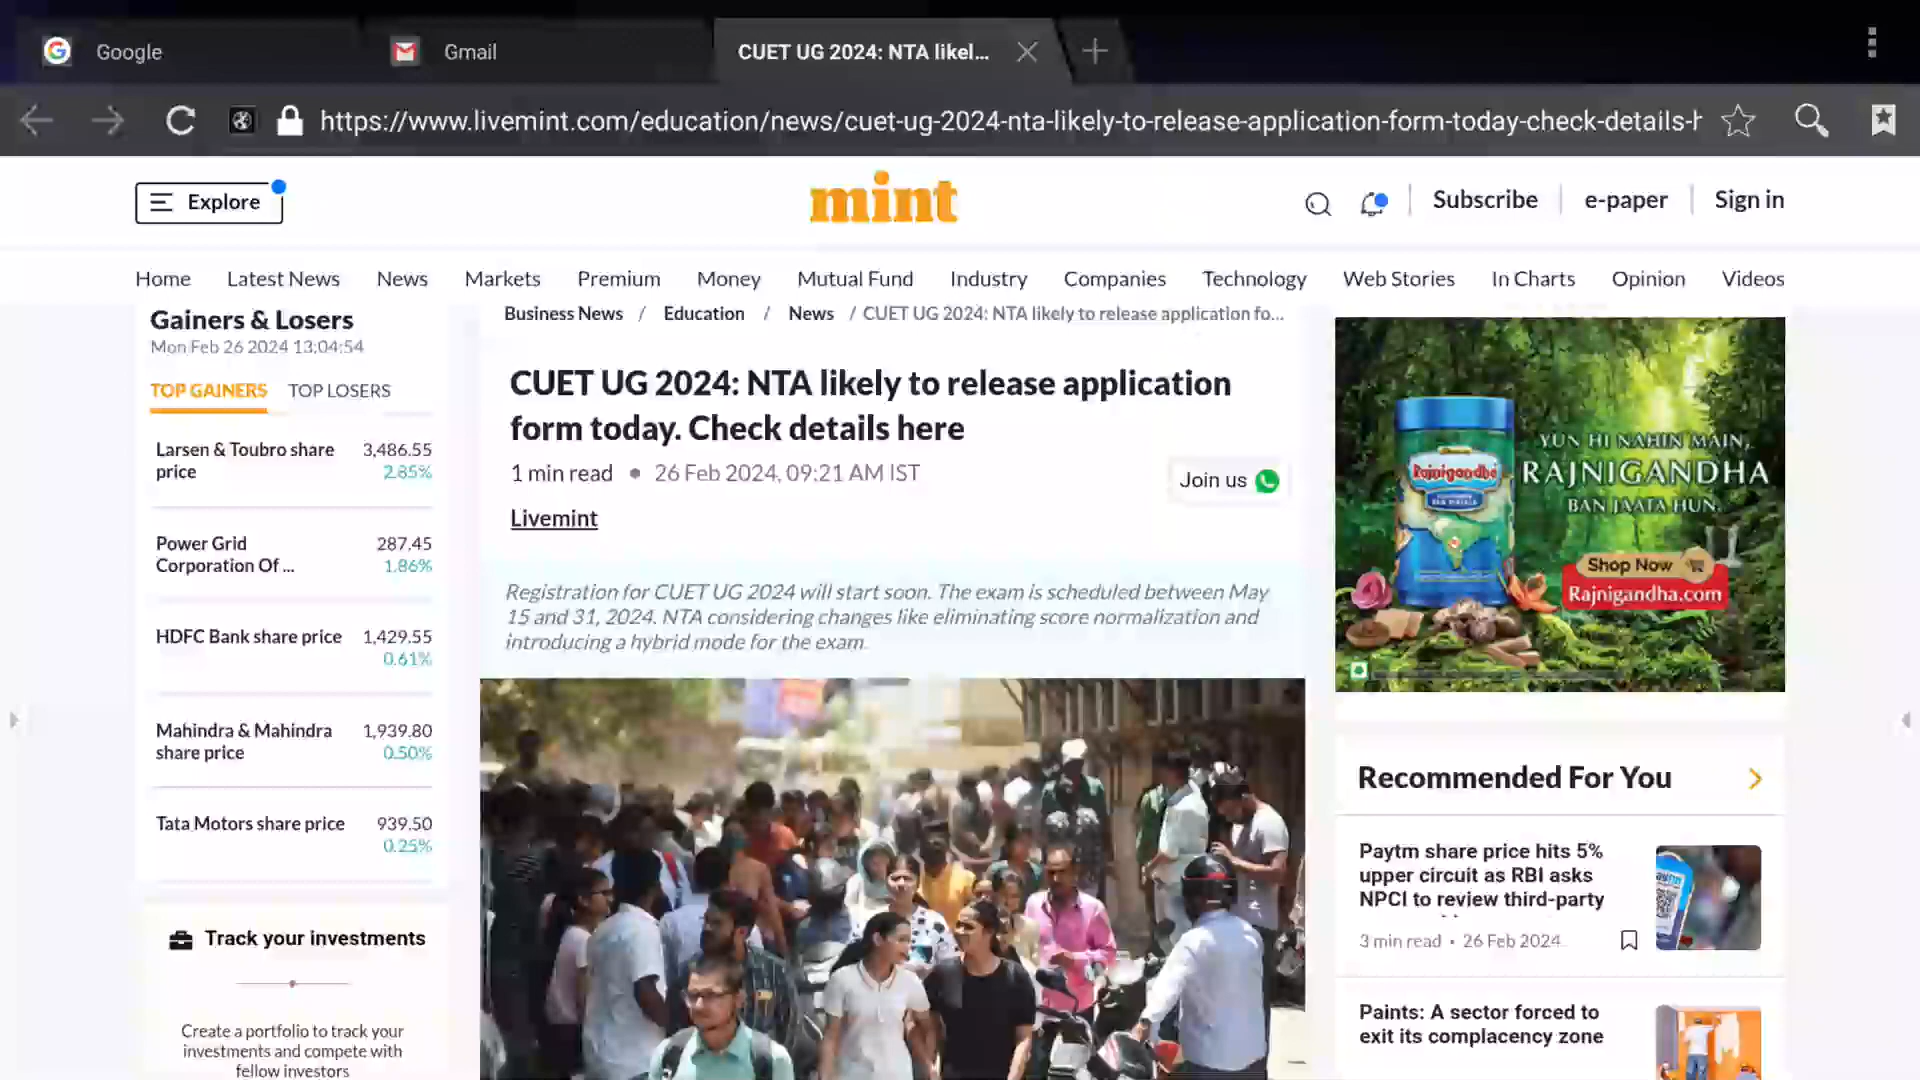 Google
Gmail
CUET UG 2024: NTA likel...
https://www.livemint.com/education/news/cuet-ug-2024-nta-likely-to-release-application-form-today-check-details-h
Explore
mint
Subscribe
e-paper
Sign in
Home
Latest News
News
Markets
Premium
Money
Mutual Fund
Industry
Companies
Technology
Web Stories
In Charts
Opinion
Videos
Gainers & Losers
Mon Feb 26 2024 13:04:54
TOP GAINERS
TOP LOSERS
Larsen & Toubro share
price
3,486.55
2.85%
Power Grid
Corporation Of ...
287.45
1.86%
HDFC Bank share price
1,429.55
0.61%
Mahindra & Mahindra
share price
1,939.80
0.50%
Tata Motors share price
939.50
0.25%
Track your investments
Create a portfolio to track your
investments and compete with
fellow investors
Business News / Education / News / CUET UG 2024: NTA likely to release application fo...
CUET UG 2024: NTA likely to release application
form today. Check details here
1 min read • 26 Feb 2024, 09:21 AM IST
Join us
Livemint
Registration for CUET UG 2024 will start soon. The exam is scheduled between May
15 and 31, 2024. NTA considering changes like eliminating score normalization and
introducing a hybrid mode for the exam.
YUN HI NAHIN MAIN,
RAJNIGANDHA
BAN JAATA HUN.
Rajnigandha
Shop Now
Rajnigandha.com
Recommended For You
Paytm share price hits 5%
upper circuit as RBI asks
NPCI to review third-party
3 min read • 26 Feb 2024
Paints: A sector forced to
exit its complacency zone